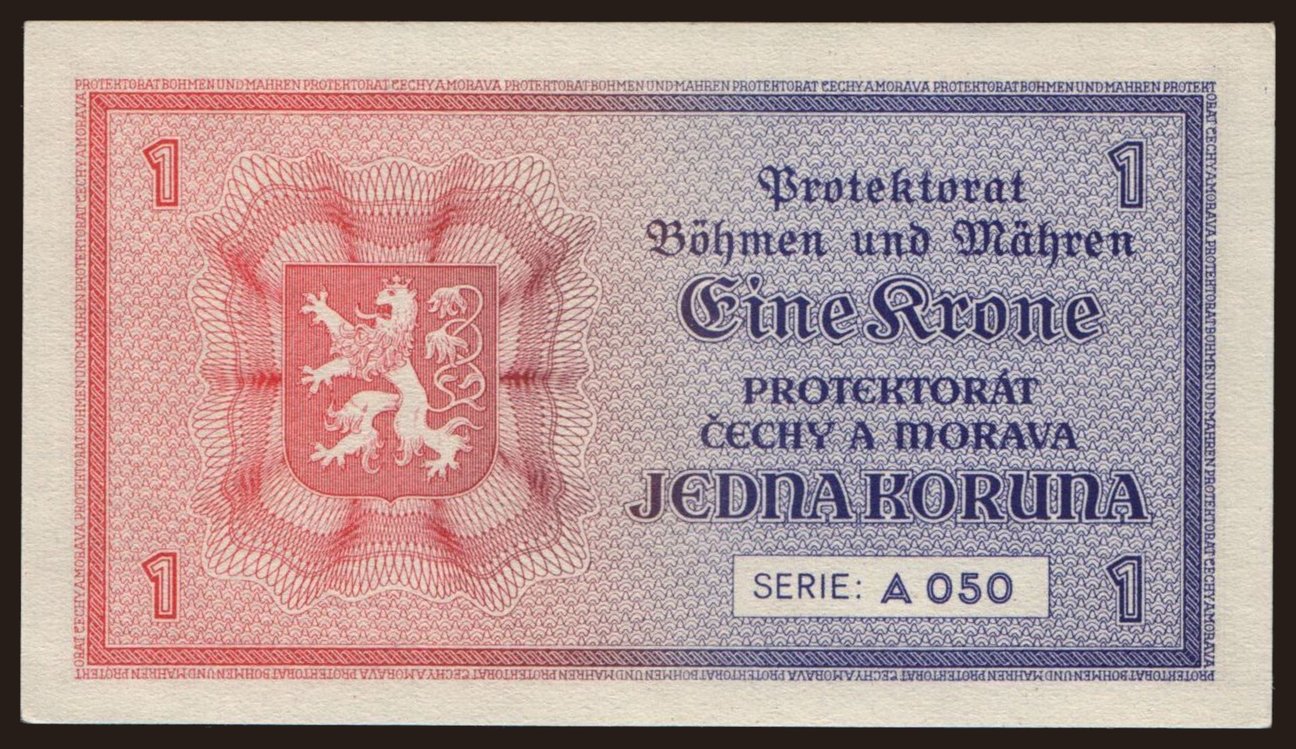 PROTEKTORAT BÖHMEN UND MÄHREN PROTEKTORÁT ČECHY A MORAVA PROTEKTORAT BÖHMEN UND MÄHREN PROTEKTORÁT ČECHY A MORAVA PROTEKTORAT BÖHMEN UND MÄHREN PROTEKT
1
1
Protektorat
Böhmen und Mähren
Eine Krone
PROTEKTORÁT
ČECHY A MORAVA
JEDNA KORUNA
SERIE: A 050
1
1